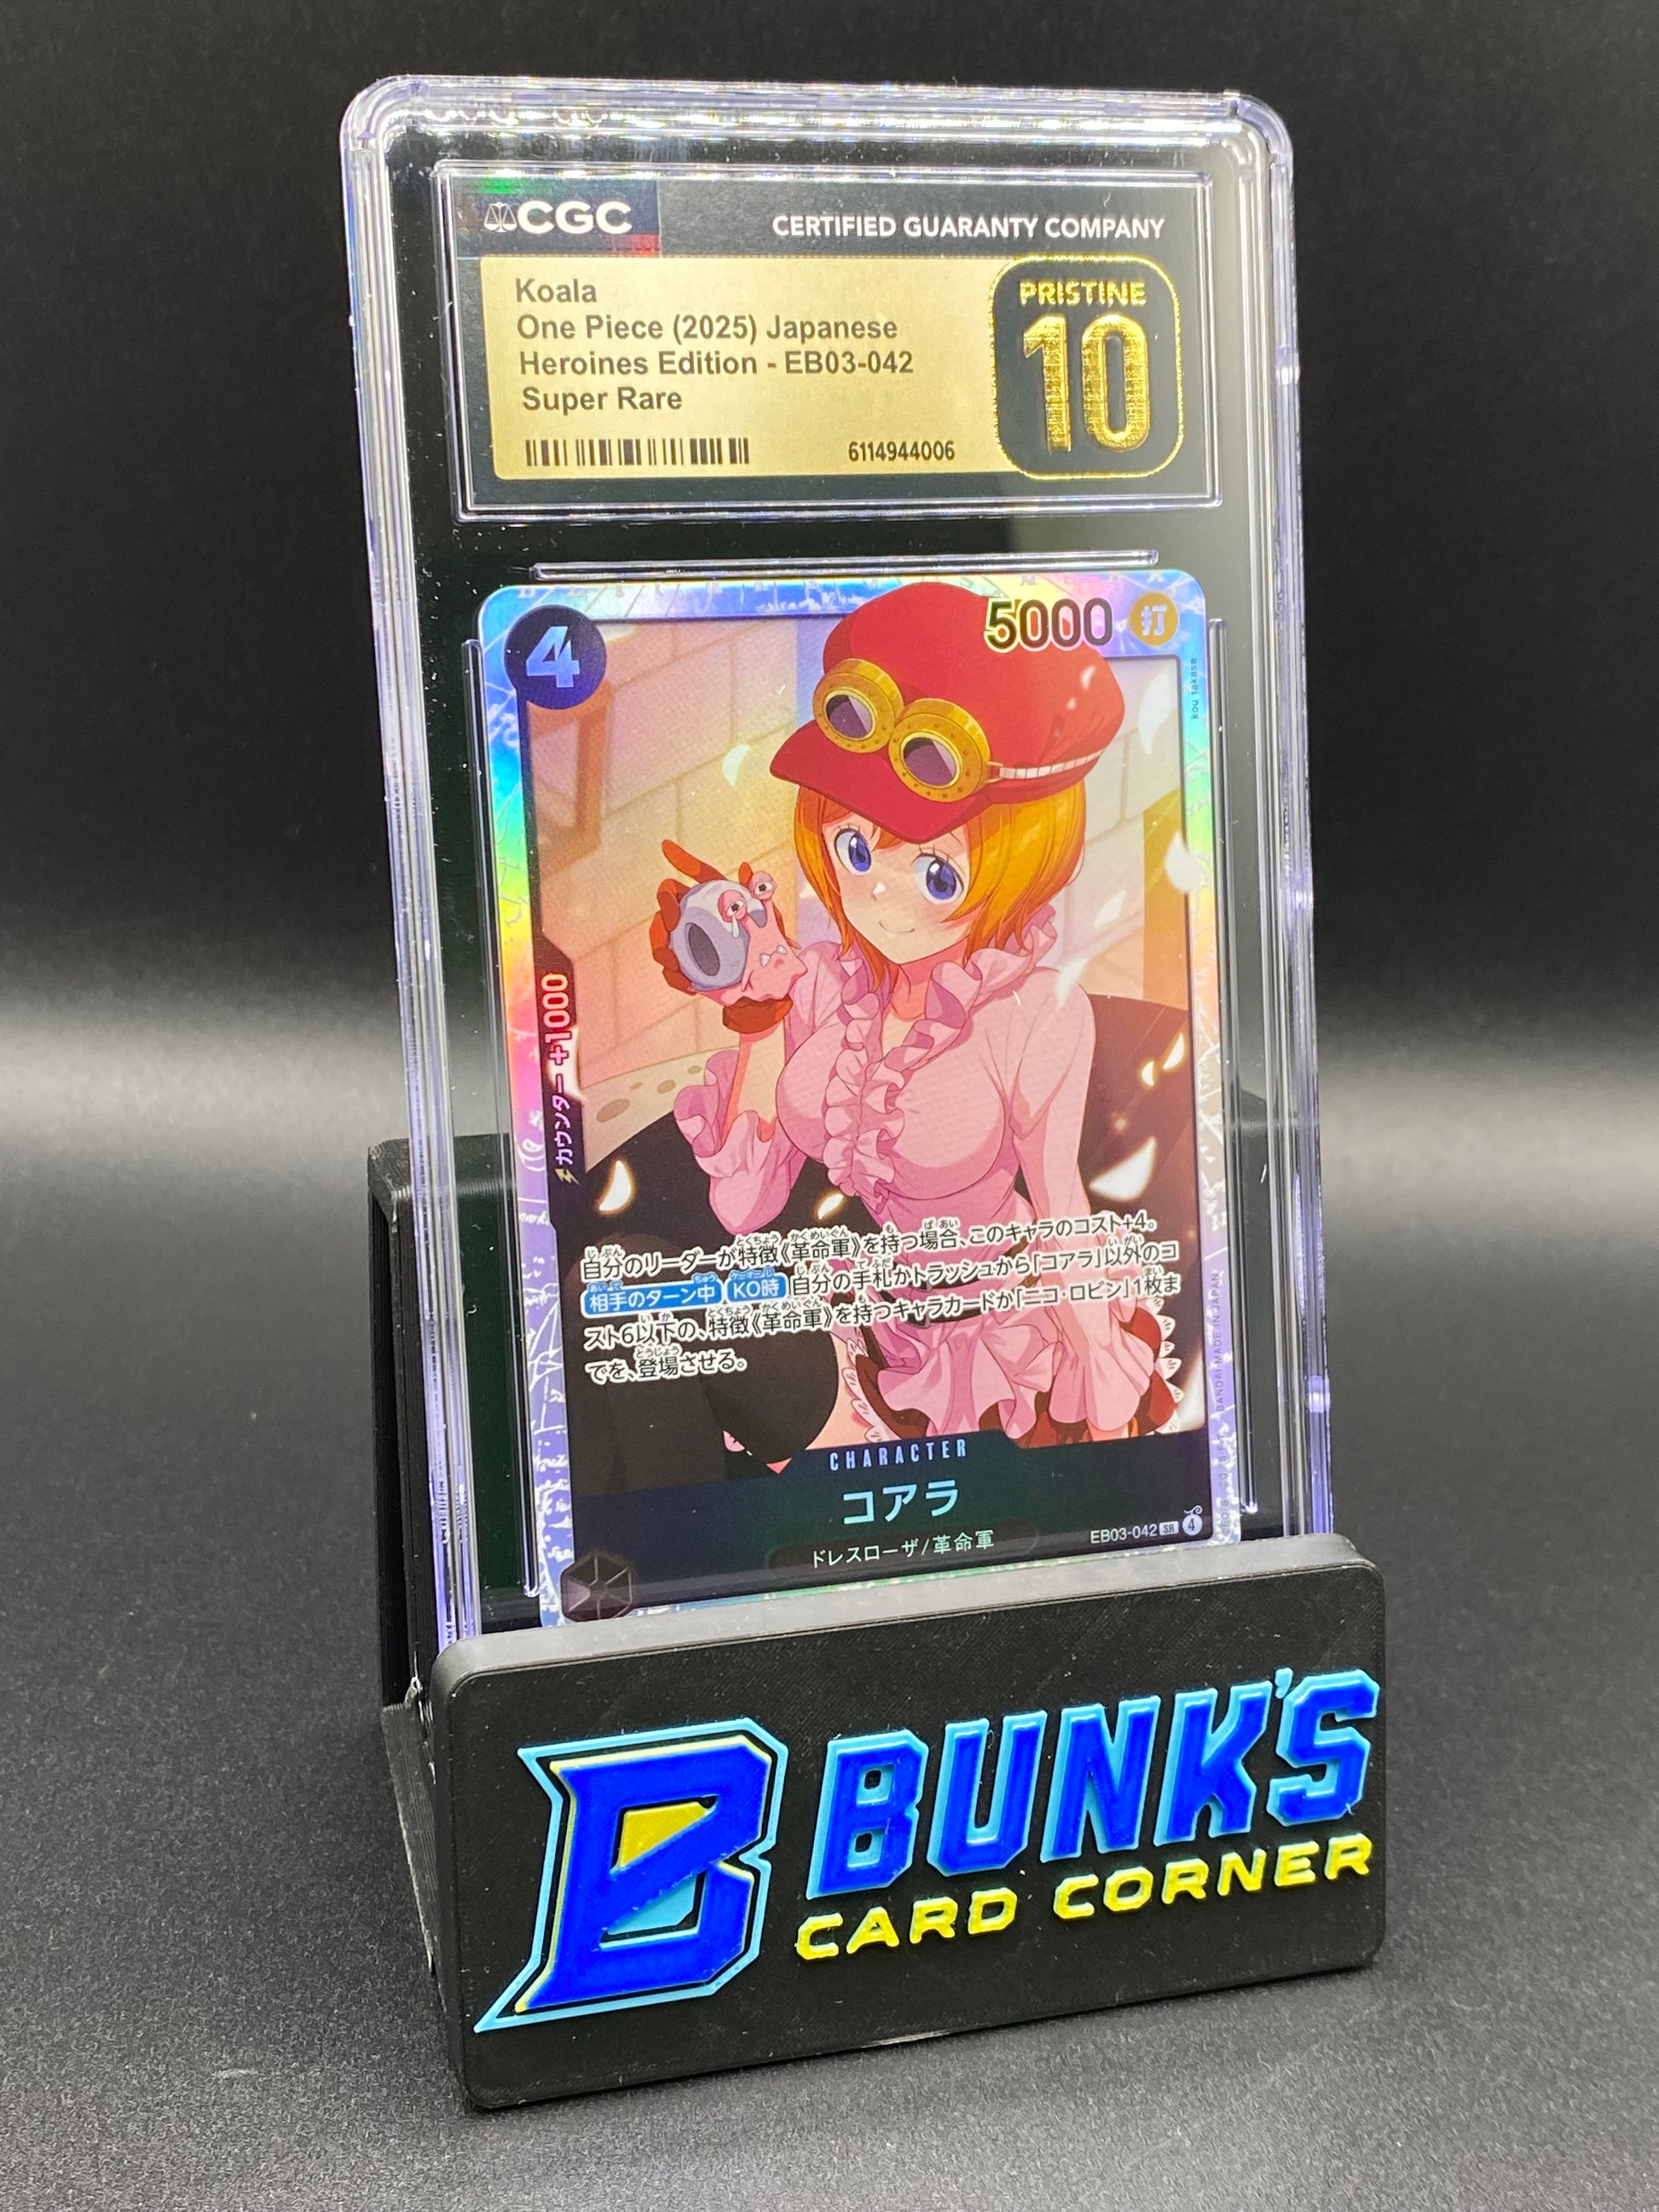 CGC
CERTIFIED GUARANTY COMPANY
Koala
One Piece (2025) Japanese
Heroines Edition - EB03-042
Super Rare
6114944006
PRISTINE
10
4
5000
打
kou takase
カウンター +1000
自分のリーダーが特徴《革命軍》を持つ場合、このキャラのコスト+4。
相手のターン中 KO時 自分の手札かトラッシュから「コアラ」以外のコ
スト6以下の、特徴《革命軍》を持つキャラカードか「ニコ・ロビン」1枚ま
でを、登場させる。
BANDAI MADE IN JAPAN
CHARACTER
コアラ
ドレスローザ/革命軍
EB03-042 SR 4
B BUNK'S
CARD CORNER